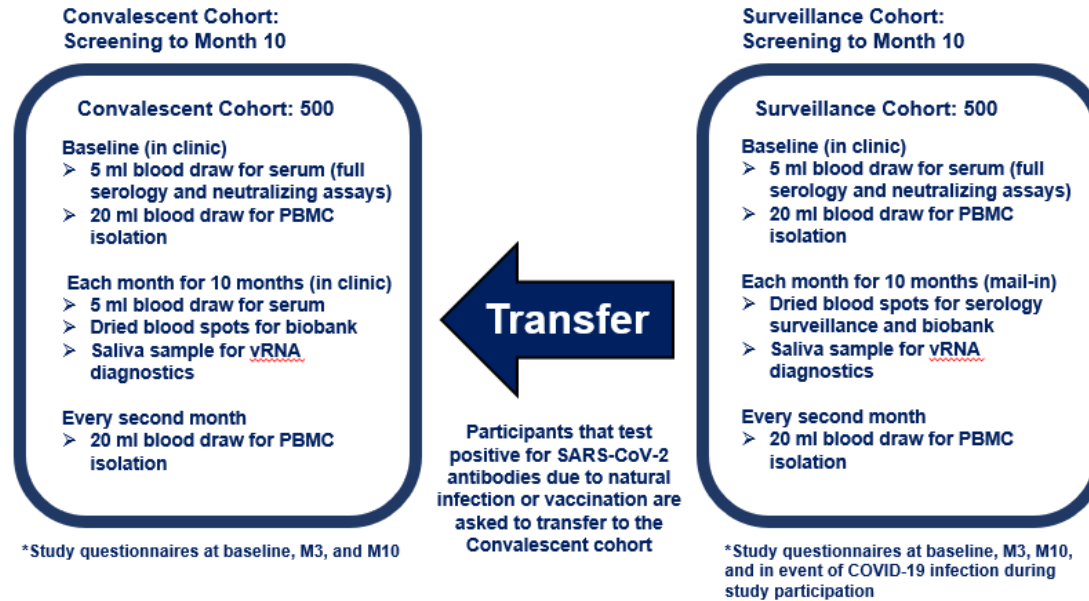 Convalescent Cohort:
Screening to Month 10
Convalescent Cohort: 500
Baseline (in clinic)
➢ 5 ml blood draw for serum (full
serology and neutralizing assays)
➢ 20 ml blood draw for PBMC
isolation
Each month for 10 months (in clinic)
➢ 5 ml blood draw for serum
➢ Dried blood spots for biobank
➢ Saliva sample for vRNA
diagnostics
Every second month
➢ 20 ml blood draw for PBMC
isolation
*Study questionnaires at baseline, M3, and M10
Transfer
Participants that test
positive for SARS-CoV-2
antibodies due to natural
infection or vaccination are
asked to transfer to the
Convalescent cohort
Surveillance Cohort:
Screening to Month 10
Surveillance Cohort: 500
Baseline (in clinic)
➢ 5 ml blood draw for serum (full
serology and neutralizing assays)
➢ 20 ml blood draw for PBMC
isolation
Each month for 10 months (mail-in)
➢ Dried blood spots for serology
surveillance and biobank
➢ Saliva sample for vRNA
diagnostics
Every second month
➢ 20 ml blood draw for PBMC
isolation
*Study questionnaires at baseline, M3, M10,
and in event of COVID-19 infection during
study participation